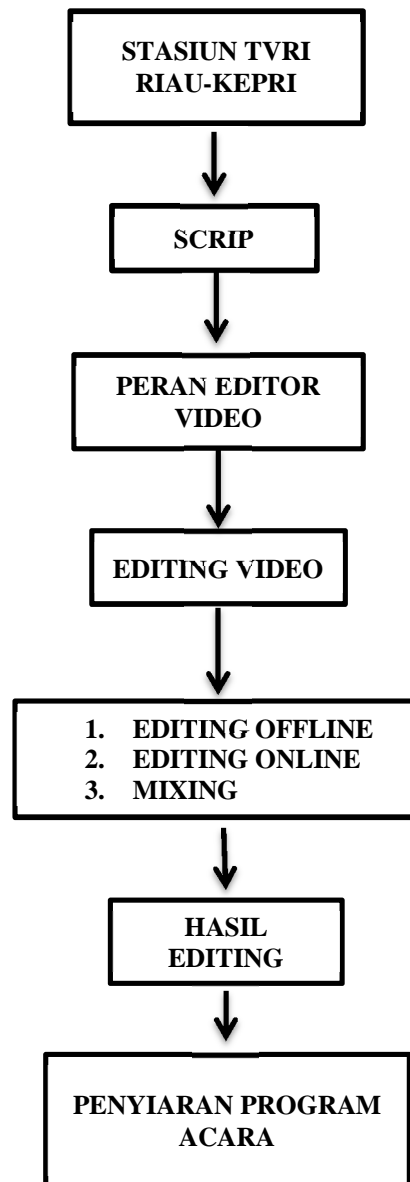 STASIUN TVRI
RIAU-KEPRI
SCRIP
PERAN EDITOR
VIDEO
EDITING VIDEO
1. EDITING OFFLINE
2. EDITING ONLINE
3. MIXING
HASIL
EDITING
PENYIARAN PROGRAM
ACARA